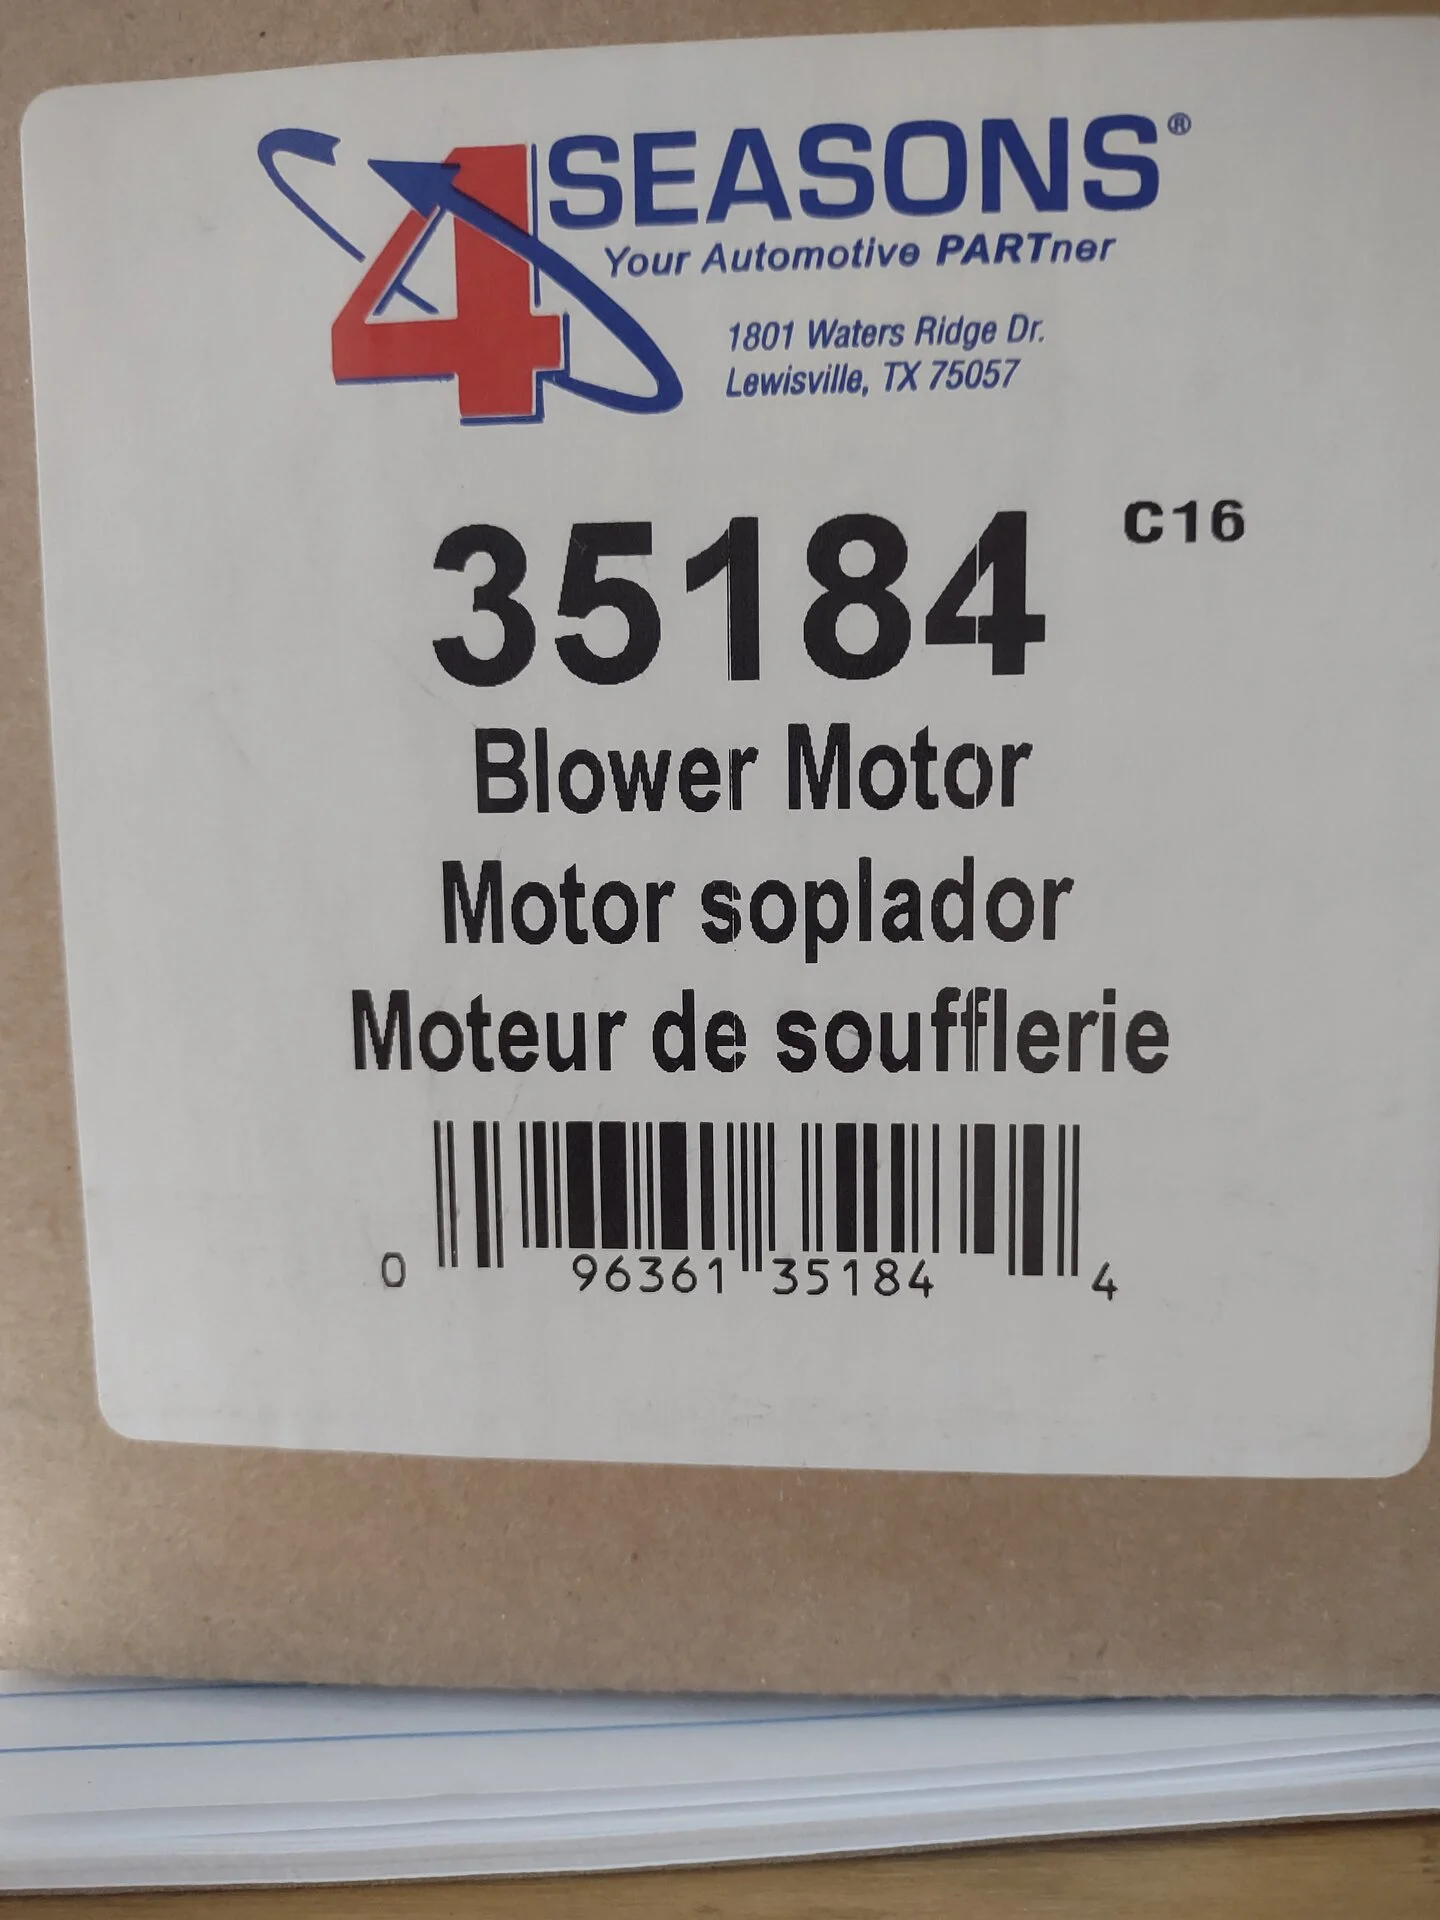 4 SEASONS®
Your Automotive PARTner
1801 Waters Ridge Dr.
Lewisville, TX 75057
35184 C16
Blower Motor
Motor soplador
Moteur de soufflerie
0 96361 35184 4